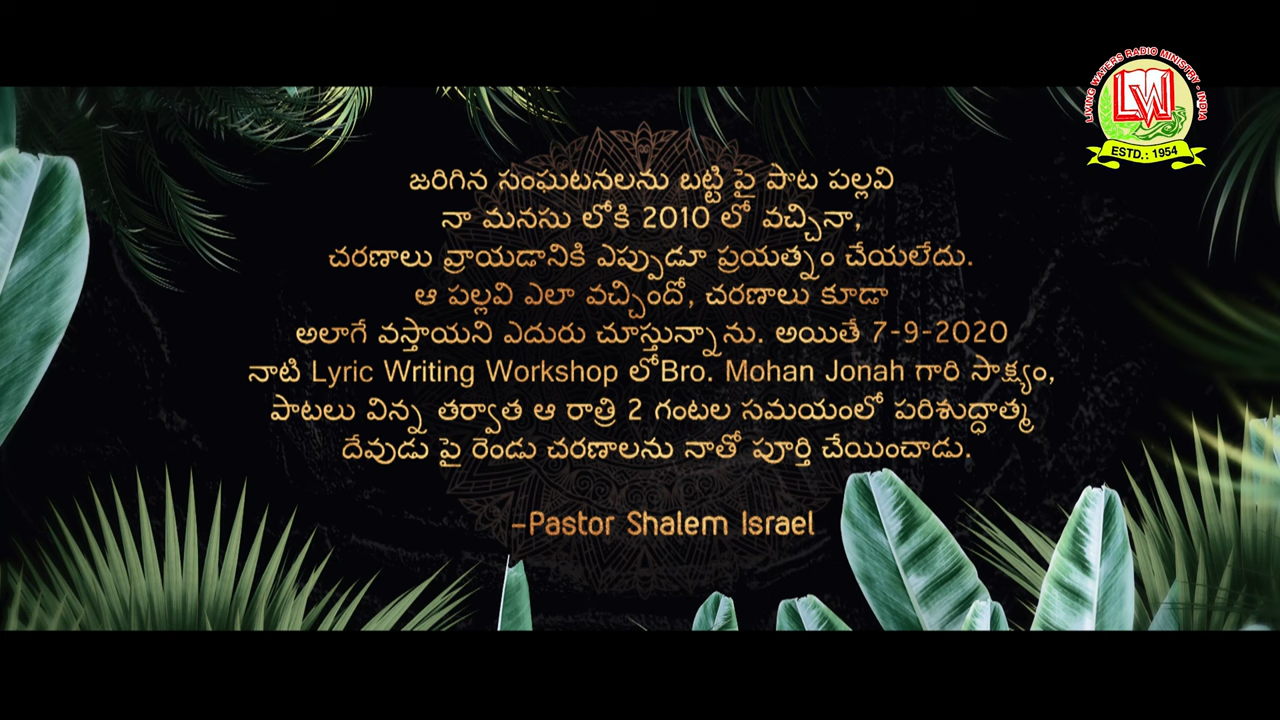 LIVING WATERS RADIO MINISTRY - INDIA
LW
ESTD.: 1954
జరిగిన సంఘటనలను బట్టి పై పాట పల్లవి
నా మనసు లోకి 2010 లో వచ్చినా,
చరణాలు వ్రాయడానికి ఎప్పుడూ ప్రయత్నం చేయలేదు.
ఆ పల్లవి ఎలా వచ్చిందో, చరణాలు కూడా
అలాగే వస్తాయని ఎదురు చూస్తున్నాను. అయితే 7-9-2020
నాటి Lyric Writing Workshop లోBro. Mohan Jonah గారి సాక్ష్యం,
పాటలు విన్న తర్వాత ఆ రాత్రి 2 గంటల సమయంలో పరిశుద్ధాత్మ
దేవుడు పై రెండు చరణాలను నాతో పూర్తి చేయించాడు.
-Pastor Shalem Israel